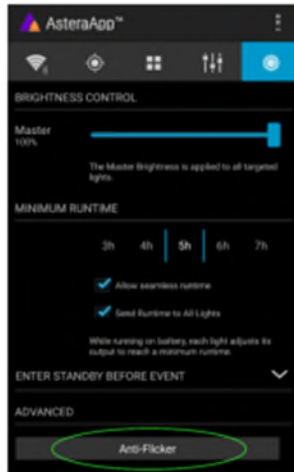 AsteraApp™
BRIGHTNESS CONTROL
Master
100%
The Master Brightness is applied to all targeted
lights.
MINIMUM RUNTIME
3h 4h 5h 6h 7h
Allow seamless runtime
Send Runtime to All Lights
While running on battery, each light adjusts its
output to reach a minimum runtime.
ENTER STANDBY BEFORE EVENT
ADVANCED
Anti-Flicker